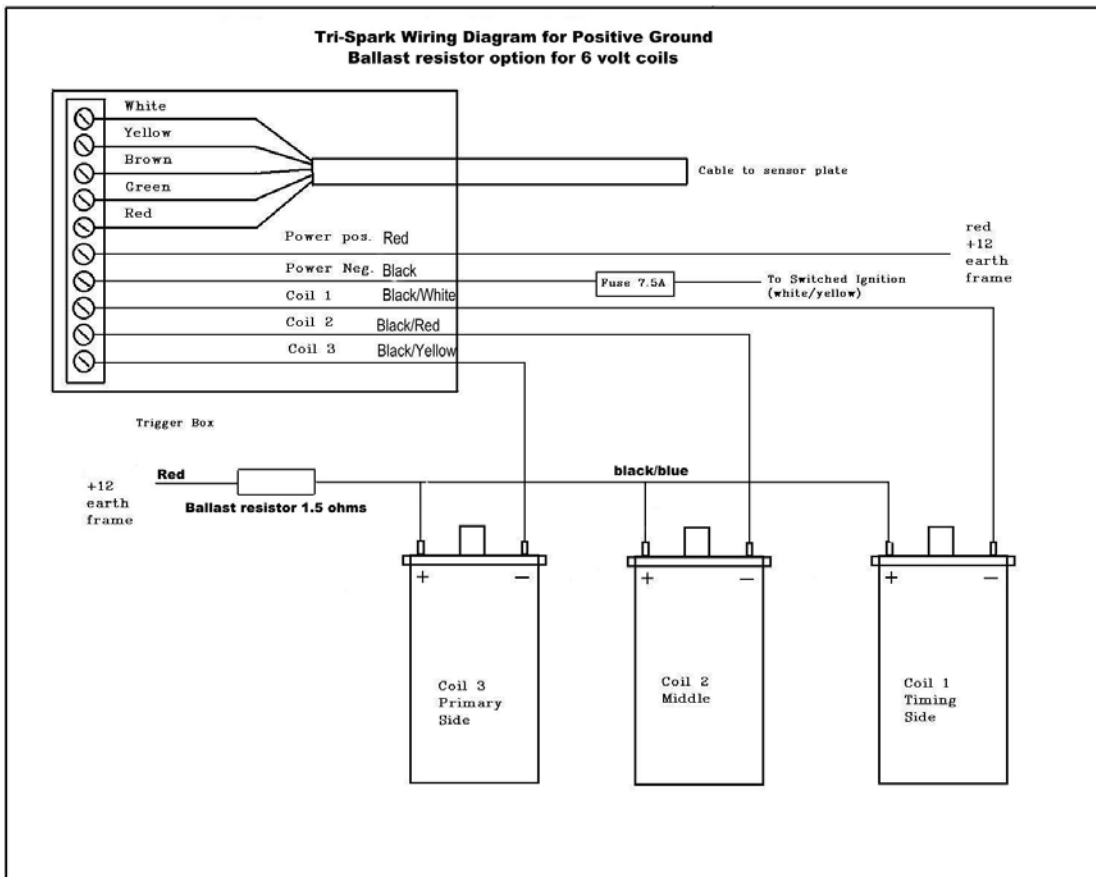 Tri-Spark Wiring Diagram for Positive Ground
Ballast resistor option for 6 volt coils
White
Yellow
Brown
Green
Red
Cable to sensor plate
Power pos. Red
red
+12
earth
frame
Power Neg. Black
Fuse 7.5A
To Switched Ignition
(white/yellow)
Coil 1 Black/White
Coil 2 Black/Red
Coil 3 Black/Yellow
Trigger Box
+12
earth
frame
Red
Ballast resistor 1.5 ohms
black/blue
+ −
+ −
+ −
Coil 3
Primary
Side
Coil 2
Middle
Coil 1
Timing
Side